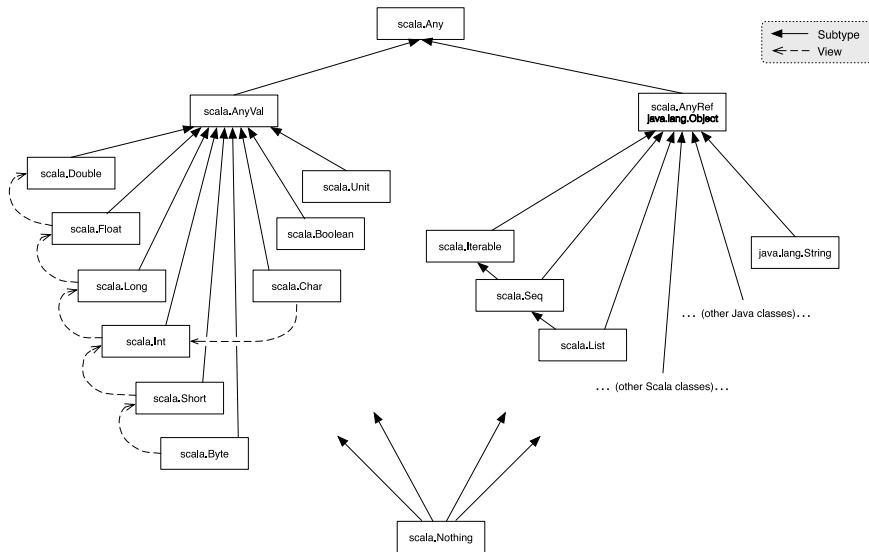 scala.Any
Subtype
View
scala.AnyVal
scala.AnyRef
java.lang.Object
scala.Double
scala.Unit
scala.Float
scala.Boolean
scala.Iterable
java.lang.String
scala.Long
scala.Char
scala.Seq
... (other Java classes)...
scala.Int
scala.List
scala.Short
... (other Scala classes)...
scala.Byte
scala.Nothing